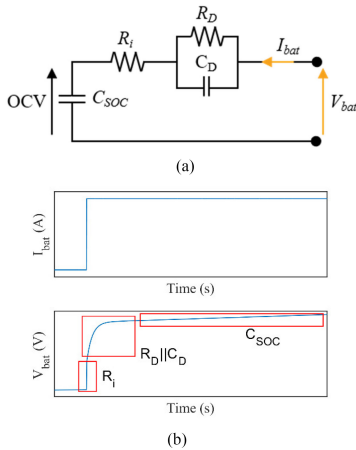 R_D
R_i
I_bat
C_D
OCV
C_SOC
V_bat
(a)
I_bat (A)
Time (s)
V_bat (V)
C_SOC
R_D||C_D
R_i
Time (s)
(b)